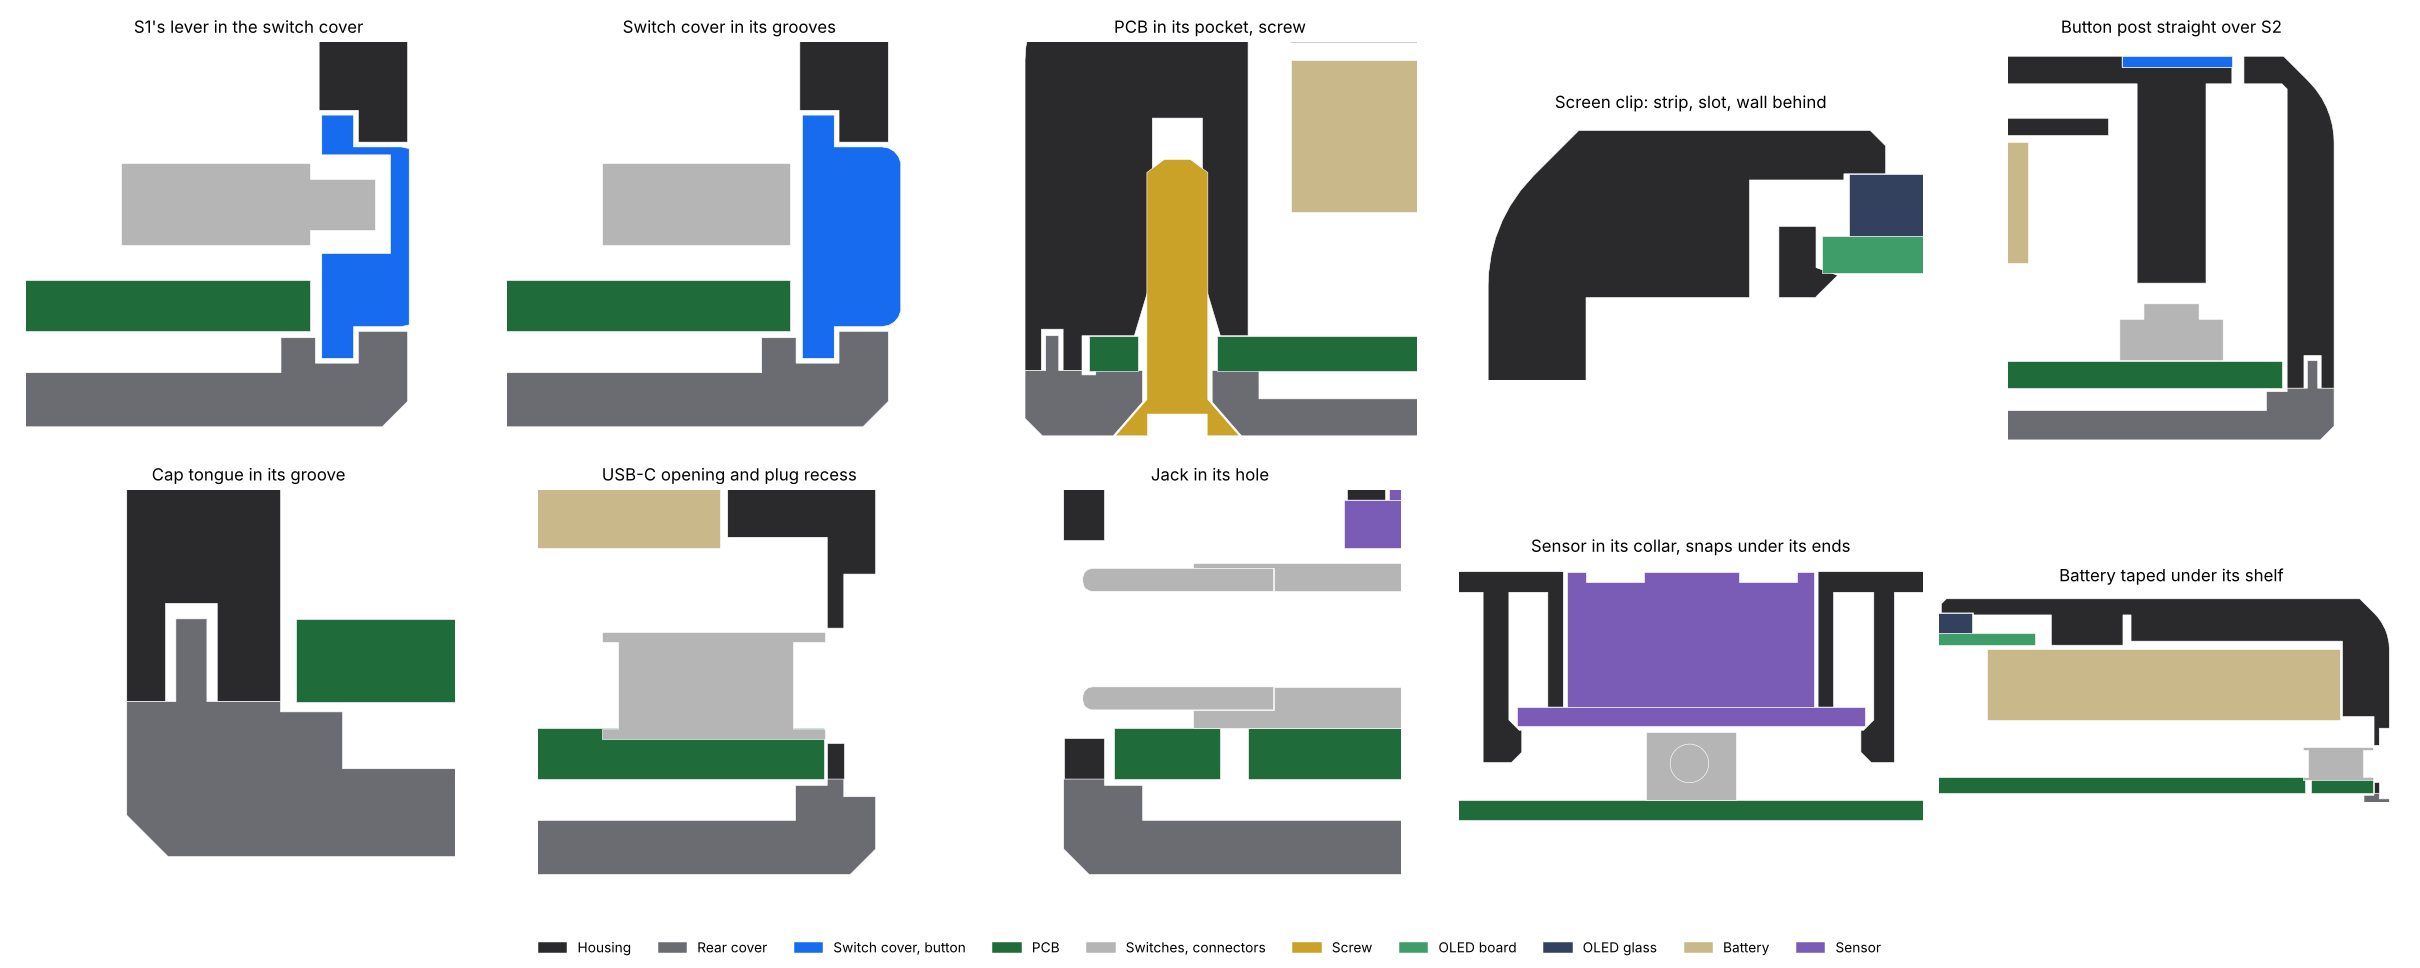 S1's lever in the switch cover
Switch cover in its grooves
PCB in its pocket, screw
Screen clip: strip, slot, wall behind
Button post straight over S2
Cap tongue in its groove
USB-C opening and plug recess
Jack in its hole
Sensor in its collar, snaps under its ends
Battery taped under its shelf
Housing
Rear cover
Switch cover, button
PCB
Switches, connectors
Screw
OLED board
OLED glass
Battery
Sensor